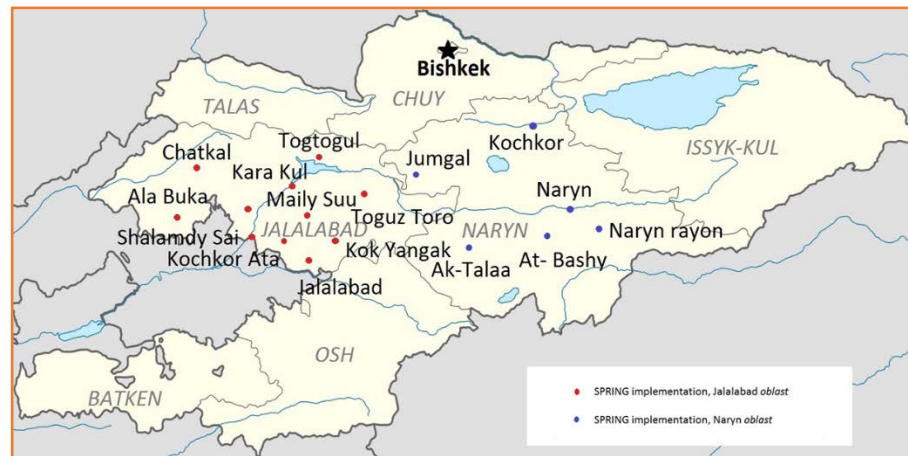 Bishkek
TALAS
CHUY
Togtogul
Kochkor
ISSYK-KUL
Chatkal
Kara Kul
Jumgal
Ala Buka
Maily Suu
Naryn
Toguz Toro
JALALABAD
NARYN
Naryn rayon
Shalamdy Sai
Kok Yangak
Kochkor Ata
Ak-Talaa
At- Bashy
Jalalabad
OSH
BATKEN
SPRING implementation, Jalalabad oblast
SPRING implementation, Naryn oblast